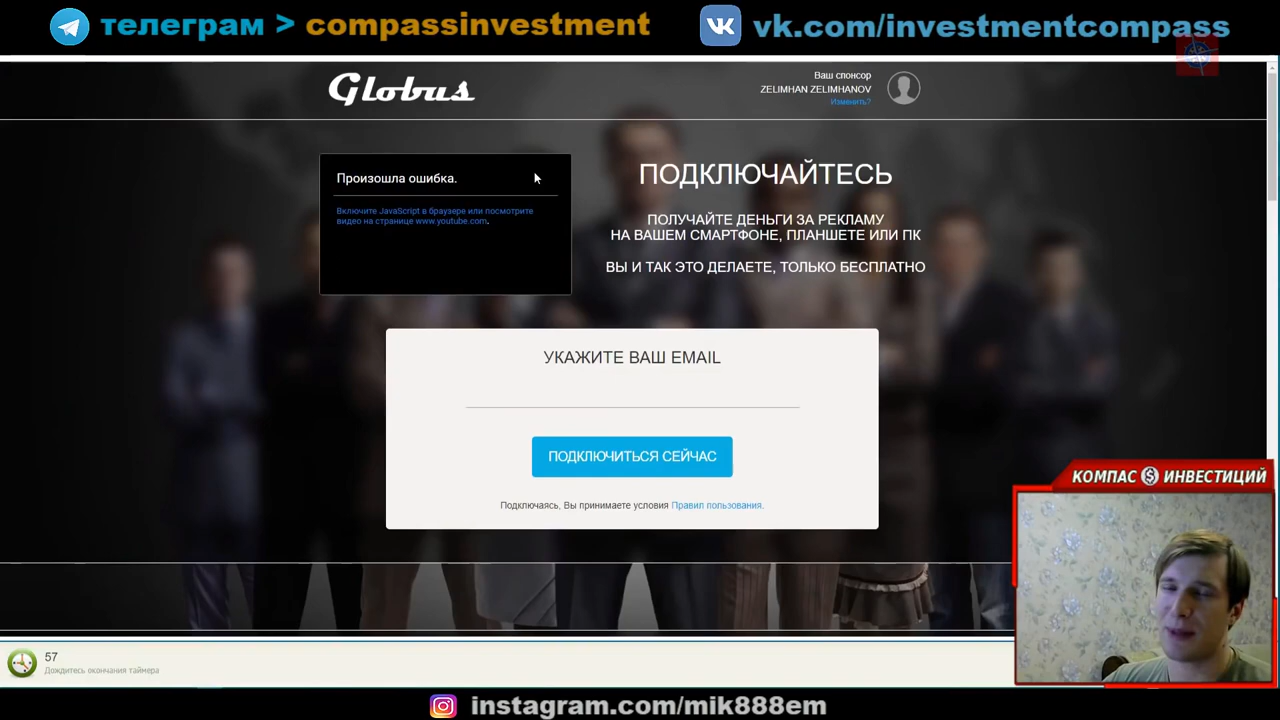 телеграм > compassinvestment
vk.com/investmentcompass
Globus
Ваш спонсор
ZELIMHAN ZELIMHANOV
Изменить?
Произошла ошибка.
Включите JavaScript в браузере или посмотрите
видео на странице www.youtube.com.
ПОДКЛЮЧАЙТЕСЬ
ПОЛУЧАЙТЕ ДЕНЬГИ ЗА РЕКЛАМУ
НА ВАШЕМ СМАРТФОНЕ, ПЛАНШЕТЕ ИЛИ ПК
ВЫ И ТАК ЭТО ДЕЛАЕТЕ, ТОЛЬКО БЕСПЛАТНО
УКАЖИТЕ ВАШ EMAIL
ПОДКЛЮЧИТЬСЯ СЕЙЧАС
Подключаясь, Вы принимаете условия Правил пользования.
КОМПАС $ ИНВЕСТИЦИЙ
57
Дождитесь окончания таймера
instagram.com/mik888em